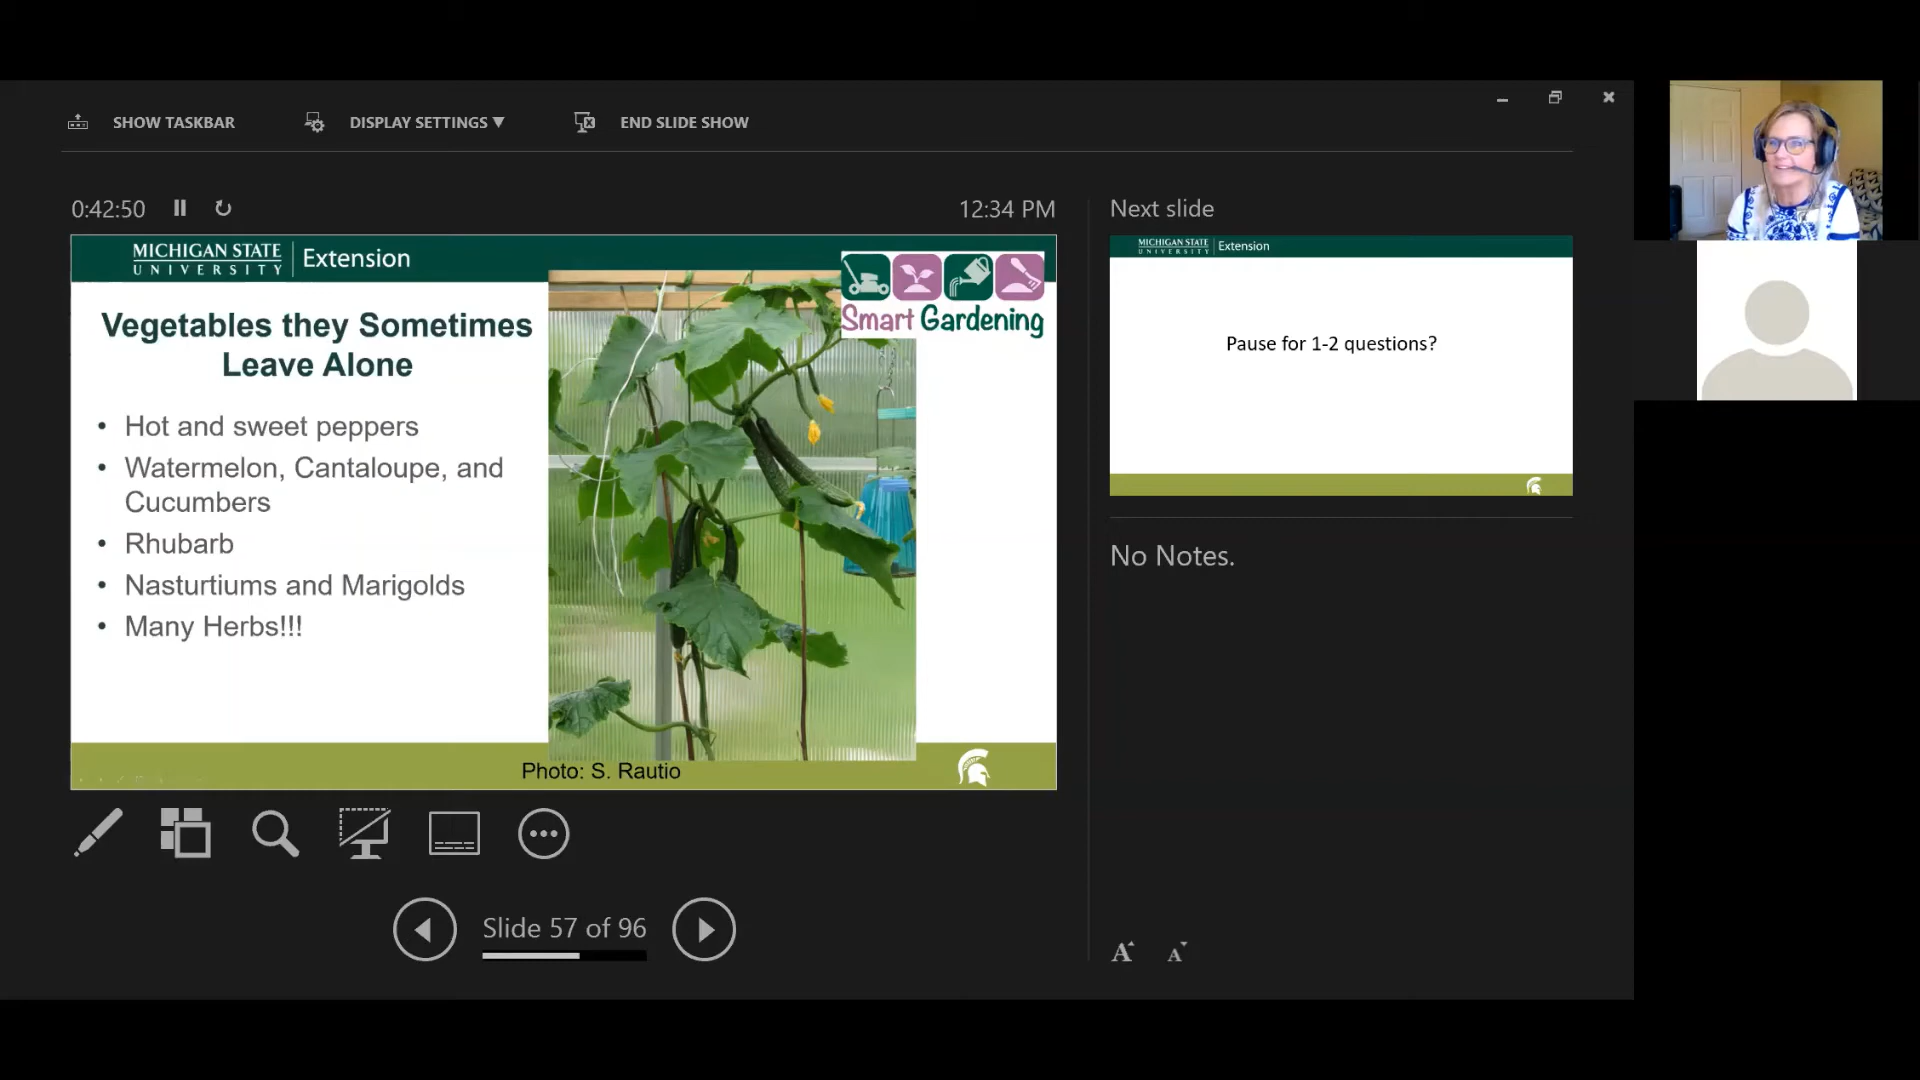 SHOW TASKBAR
DISPLAY SETTINGS ▼
END SLIDE SHOW
0:42:50
12:34 PM
MICHIGAN STATE
UNIVERSITY
Extension
Smart Gardening
Vegetables they Sometimes
Leave Alone
• Hot and sweet peppers
• Watermelon, Cantaloupe, and
Cucumbers
• Rhubarb
• Nasturtiums and Marigolds
• Many Herbs!!!
Photo: S. Rautio
Slide 57 of 96
Next slide
MICHIGAN STATE
UNIVERSITY
Extension
Pause for 1-2 questions?
No Notes.
A
A